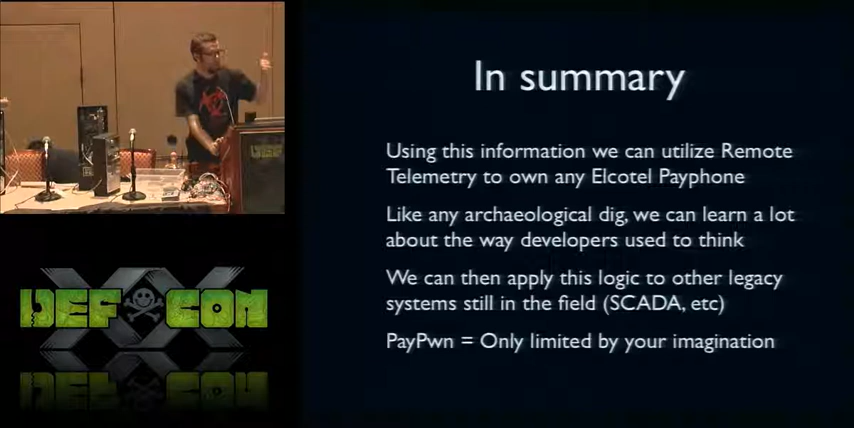 In summary
Using this information we can utilize Remote
Telemetry to own any Elcotel Payphone
Like any archaeological dig, we can learn a lot
about the way developers used to think
We can then apply this logic to other legacy
systems still in the field (SCADA, etc)
PayPwn = Only limited by your imagination
DEF
XX
DEF CON